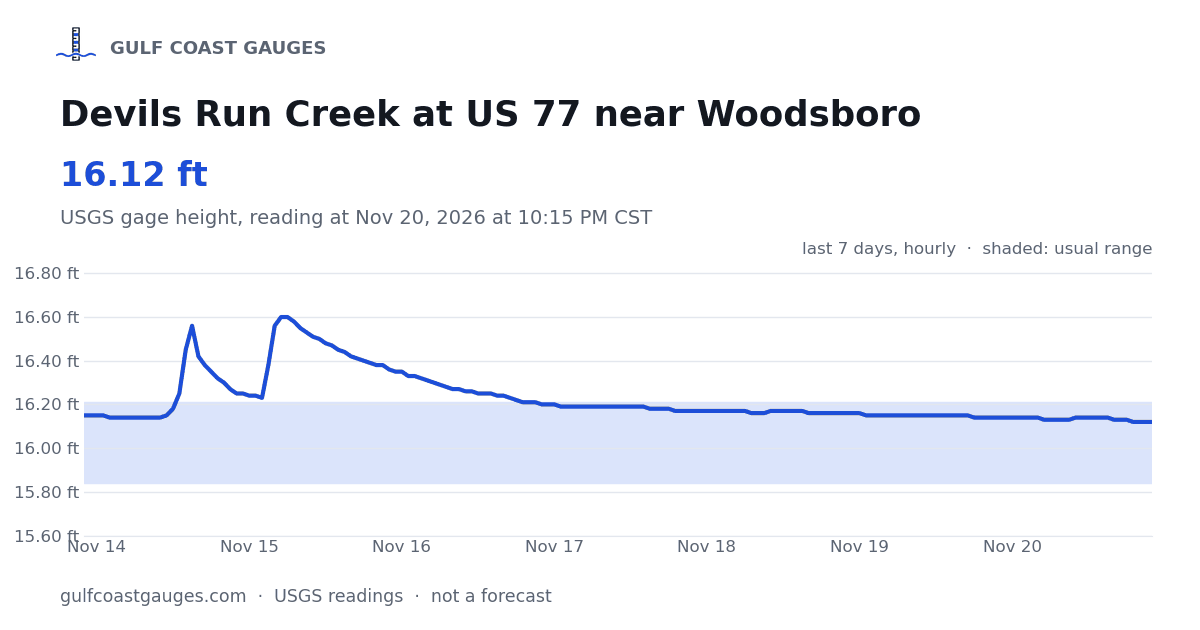 GULF COAST GAUGES
Devils Run Creek at US 77 near Woodsboro
16.12 ft
USGS gage height, reading at Nov 20, 2026 at 10:15 PM CST
last 7 days, hourly · shaded: usual range
16.80 ft
16.60 ft
16.40 ft
16.20 ft
16.00 ft
15.80 ft
15.60 ft
Nov 14 Nov 15 Nov 16 Nov 17 Nov 18 Nov 19 Nov 20
gulfcoastgauges.com · USGS readings · not a forecast